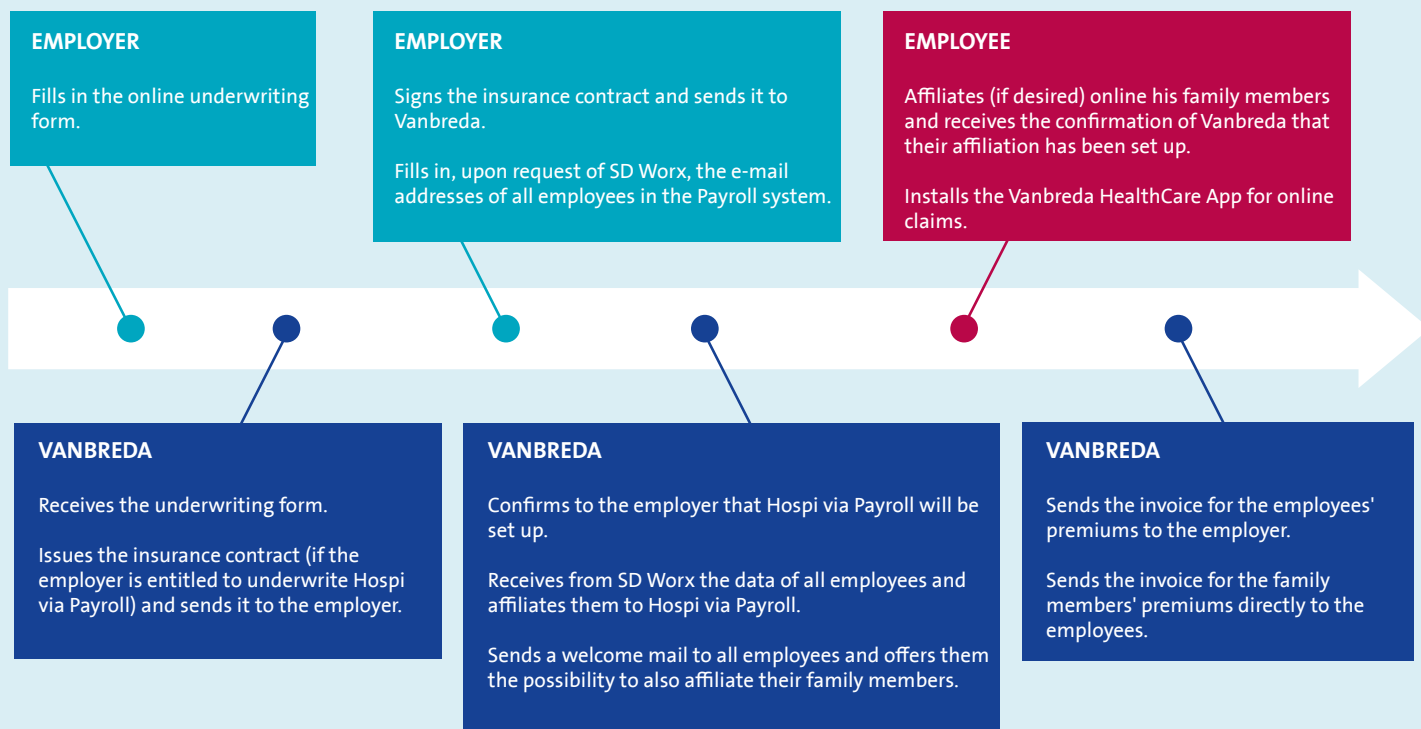 EMPLOYER
Fills in the online underwriting
form.
EMPLOYER
Signs the insurance contract and sends it to
Vanbreda.
Fills in, upon request of SD Worx, the e-mail
addresses of all employees in the Payroll system.
EMPLOYEE
Affiliates (if desired) online his family members
and receives the confirmation of Vanbreda that
their affiliation has been set up.
Installs the Vanbreda HealthCare App for online
claims.
VANBREDA
Receives the underwriting form.
Issues the insurance contract (if the
employer is entitled to underwrite Hospi
via Payroll) and sends it to the employer.
VANBREDA
Confirms to the employer that Hospi via Payroll will be
set up.
Receives from SD Worx the data of all employees and
affiliates them to Hospi via Payroll.
Sends a welcome mail to all employees and offers them
the possibility to also affiliate their family members.
VANBREDA
Sends the invoice for the employees'
premiums to the employer.
Sends the invoice for the family
members' premiums directly to the
employees.